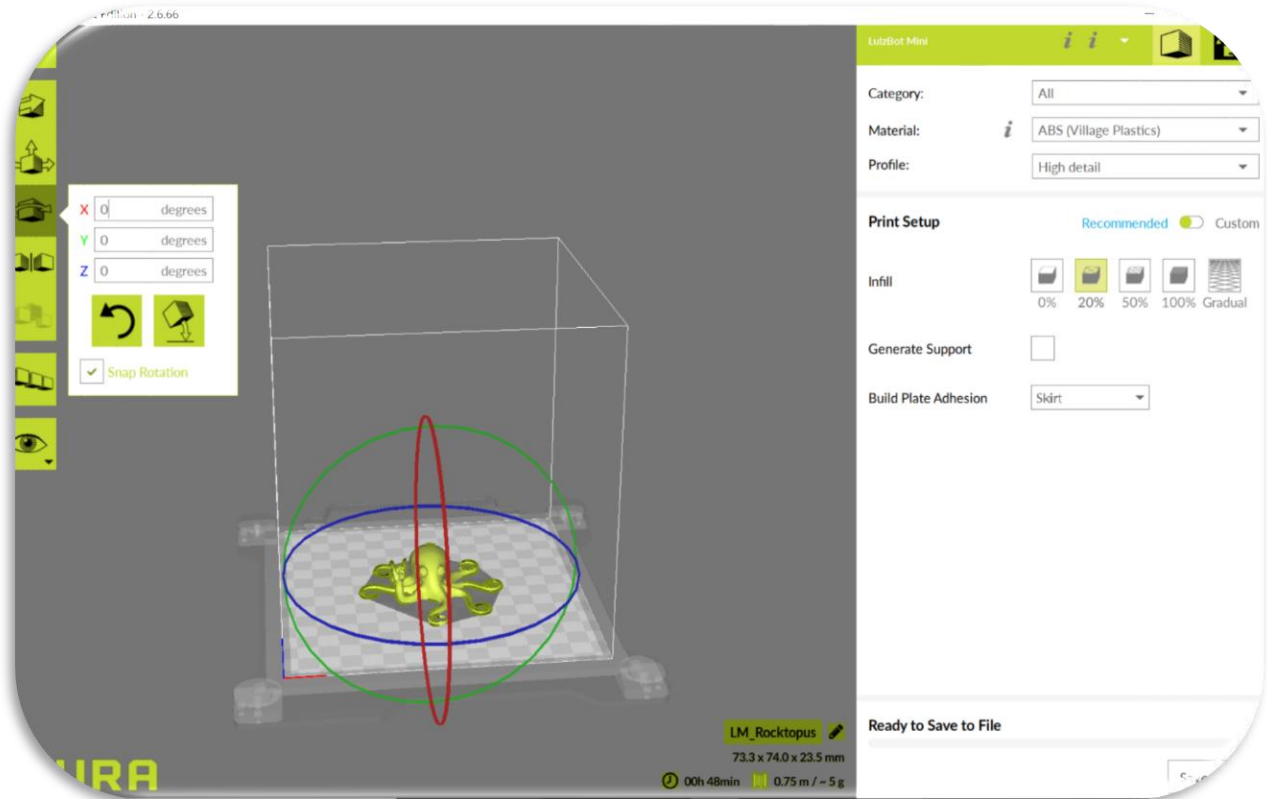 Edition - 2.6.66
LulzBot Mini
i i
Category:
All
Material:
i
ABS (Village Plastics)
Profile:
High detail
X 0 degrees
Y 0 degrees
Z 0 degrees
Snap Rotation
Print Setup
Recommended
Custom
Infill
0% 20% 50% 100% Gradual
Generate Support
Build Plate Adhesion
Skirt
LM_Rocktopus
73.3 x 74.0 x 23.5 mm
00h 48min 0.75 m / ~ 5 g
Ready to Save to File
URA